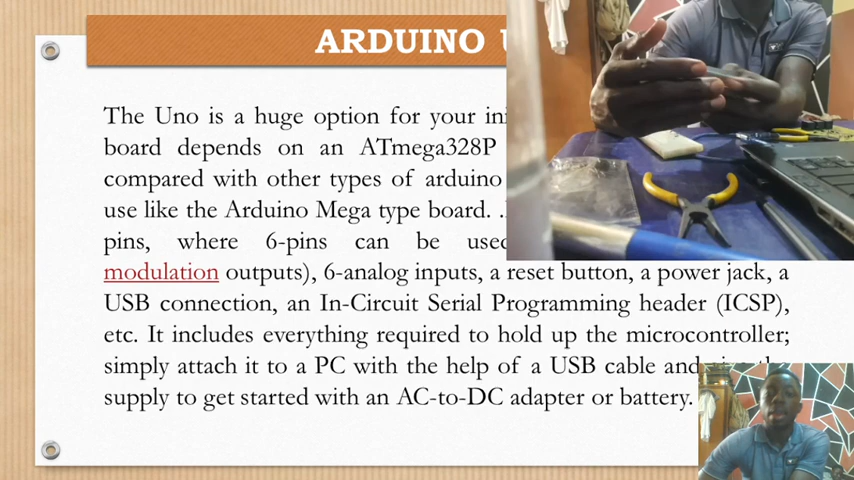 ARDUINO
The Uno is a huge option for your
board depends on an ATmega328P
compared with other types of arduino
use like the Arduino Mega type board. .
pins, where 6-pins can be
modulation outputs), 6-analog inputs, a reset button, a power jack, a
USB connection, an In-Circuit Serial Programming header (ICSP),
etc. It includes everything required to hold up the microcontroller;
simply attach it to a PC with the help of a USB cable and
supply to get started with an AC-to-DC adapter or battery.